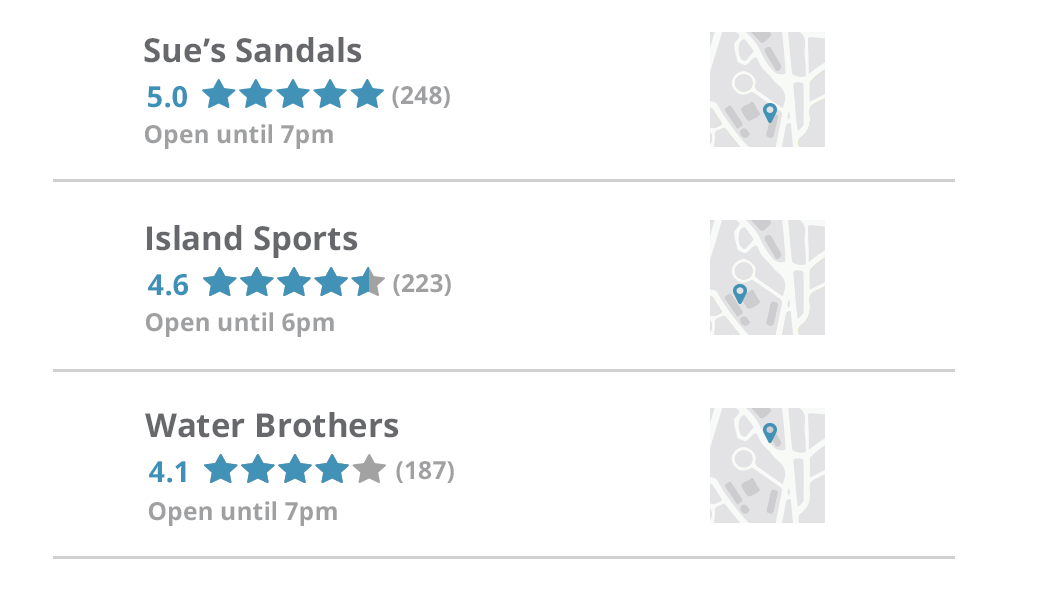 Sue’s Sandals
5.0 (248)
Open until 7pm
Island Sports
4.6 (223)
Open until 6pm
Water Brothers
4.1 (187)
Open until 7pm